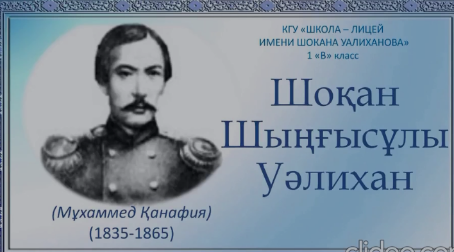 КГУ «ШКОЛА – ЛИЦЕЙ
ИМЕНИ ШОКАНА УАЛИХАНОВА»
1 «В» класс
Шоқан
Шыңғысұлы
Уәлихан
(Мұхаммед Қанафия)
(1835-1865)